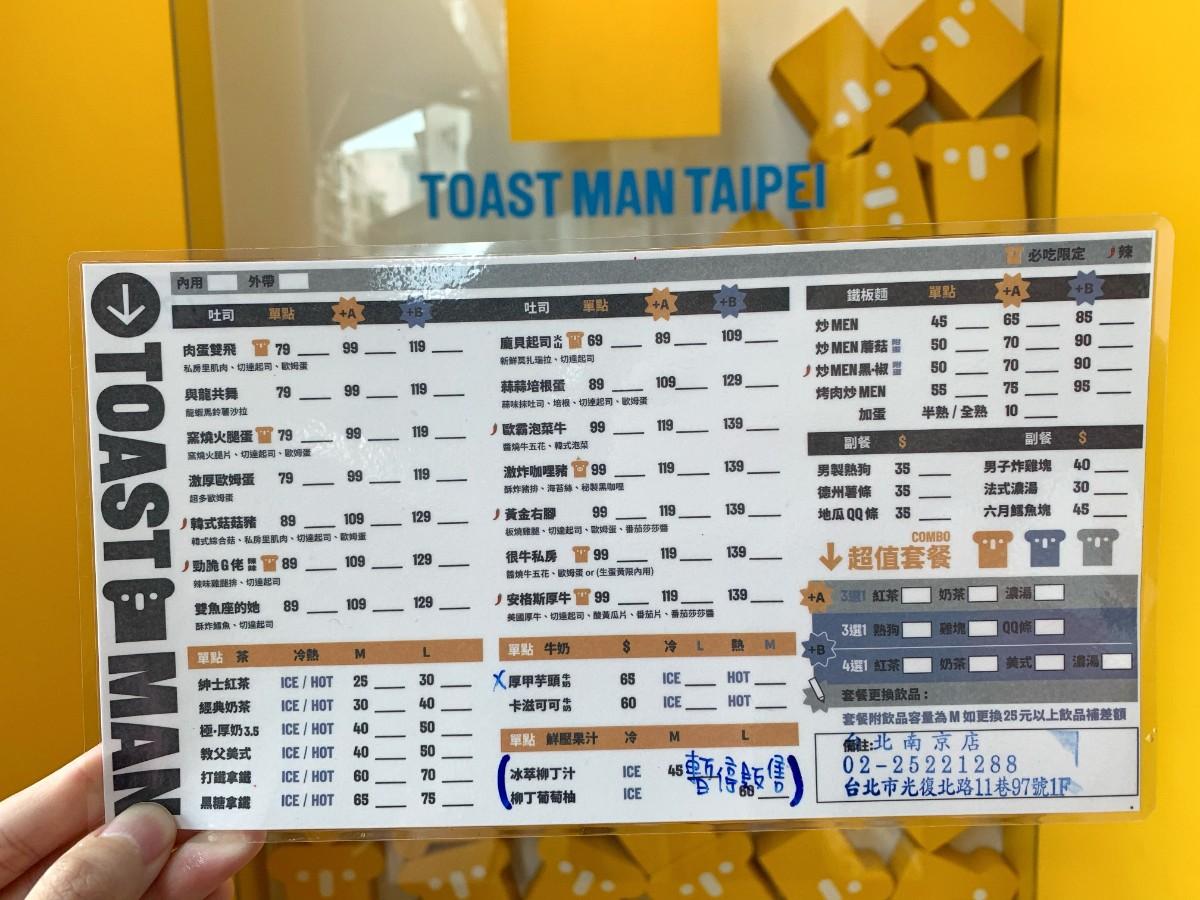 TOAST MAN TAIPEI
TOAST MAN
內用 外帶 必吃限定 辣
吐司 單點 +A +B
肉蛋雙飛 79 99 119
私房里肌肉、切達起司、歐姆蛋
與龍共舞 79 99 119
龍蝦馬鈴薯沙拉
窯燒火腿蛋 79 99 119
窯燒火腿片、切達起司、歐姆蛋
激厚歐姆蛋 79 99 119
超多歐姆蛋
韓式菇菇豬 89 109 129
韓式綜合菇、私房里肌肉、切達起司、歐姆蛋
勁脆G佬 89 109 129
辣味雞腿排、切達起司
雙魚座的她 89 109 129
酥炸鱈魚、切達起司
單點 茶 冷熱 M L
紳士紅茶 ICE / HOT 25 30
經典奶茶 ICE / HOT 30 40
極•厚奶3.5 ICE / HOT 40 50
教父美式 ICE / HOT 40 50
打鐵拿鐵 ICE / HOT 60 70
黑糖拿鐵 ICE / HOT 65 75
吐司 單點 +A +B
龐貝起司火山 69 89 109
新鮮莫扎瑞拉、切達起司
蒜蒜培根蛋 89 109 129
蒜味抹吐司、培根、切達起司、歐姆蛋
歐霸泡菜牛 99 119 139
醬燒牛五花、韓式泡菜
激炸咖哩豬 99 119 139
酥炸豬排、海苔絲、秘製黑咖哩
黃金右腳 99 119 139
板燒雞腿、切達起司、歐姆蛋、番茄莎莎醬
很牛私房 99 119 139
醬燒牛五花、歐姆蛋 or (生蛋黃限內用)
安格斯厚牛 99 119 139
美國厚牛、切達起司、酸黃瓜片、番茄片、番茄莎莎醬
單點 牛奶 $ 冷 L 熱 M
X 厚甲芋頭牛奶 65 ICE HOT
卡滋可可牛奶 60 ICE HOT
單點 鮮壓果汁 冷 M L
冰萃柳丁汁 ICE 45
柳丁葡萄柚 ICE 69
暫停販售
鐵板麵 單點 +A +B
炒MEN 45 65 85
炒MEN蘑菇 附蛋 50 70 90
炒MEN黑•椒 附蛋 50 70 90
烤肉炒MEN 55 75 95
加蛋 半熟 / 全熟 10
副餐 $ 副餐 $
男製熱狗 35 男子炸雞塊 40
德州薯條 35 法式濃湯 30
地瓜QQ條 35 六月鱈魚塊 45
COMBO
超值套餐
+A 3選1 紅茶 奶茶 濃湯
+B 3選1 熱狗 雞塊 QQ條
4選1 紅茶 奶茶 美式 濃湯
套餐更換飲品：
套餐附飲品容量為M如更換25元以上飲品補差額
備註:
台北南京店
02-25221288
台北市光復北路11巷97號1F